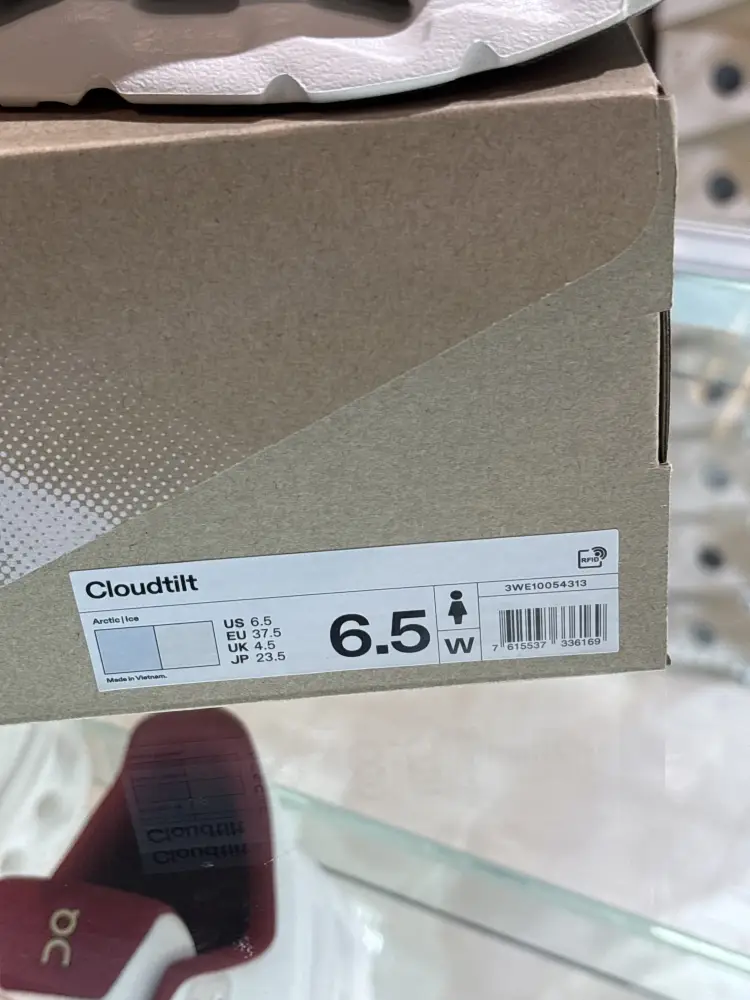 Cloudtilt
RFID
Arctic | Ice
US 6.5
EU 37.5
UK 4.5
JP 23.5
Made in Vietnam.
6.5
W
3WE10054313
7 615537 336169
Cloudtilt
Cloudtilt